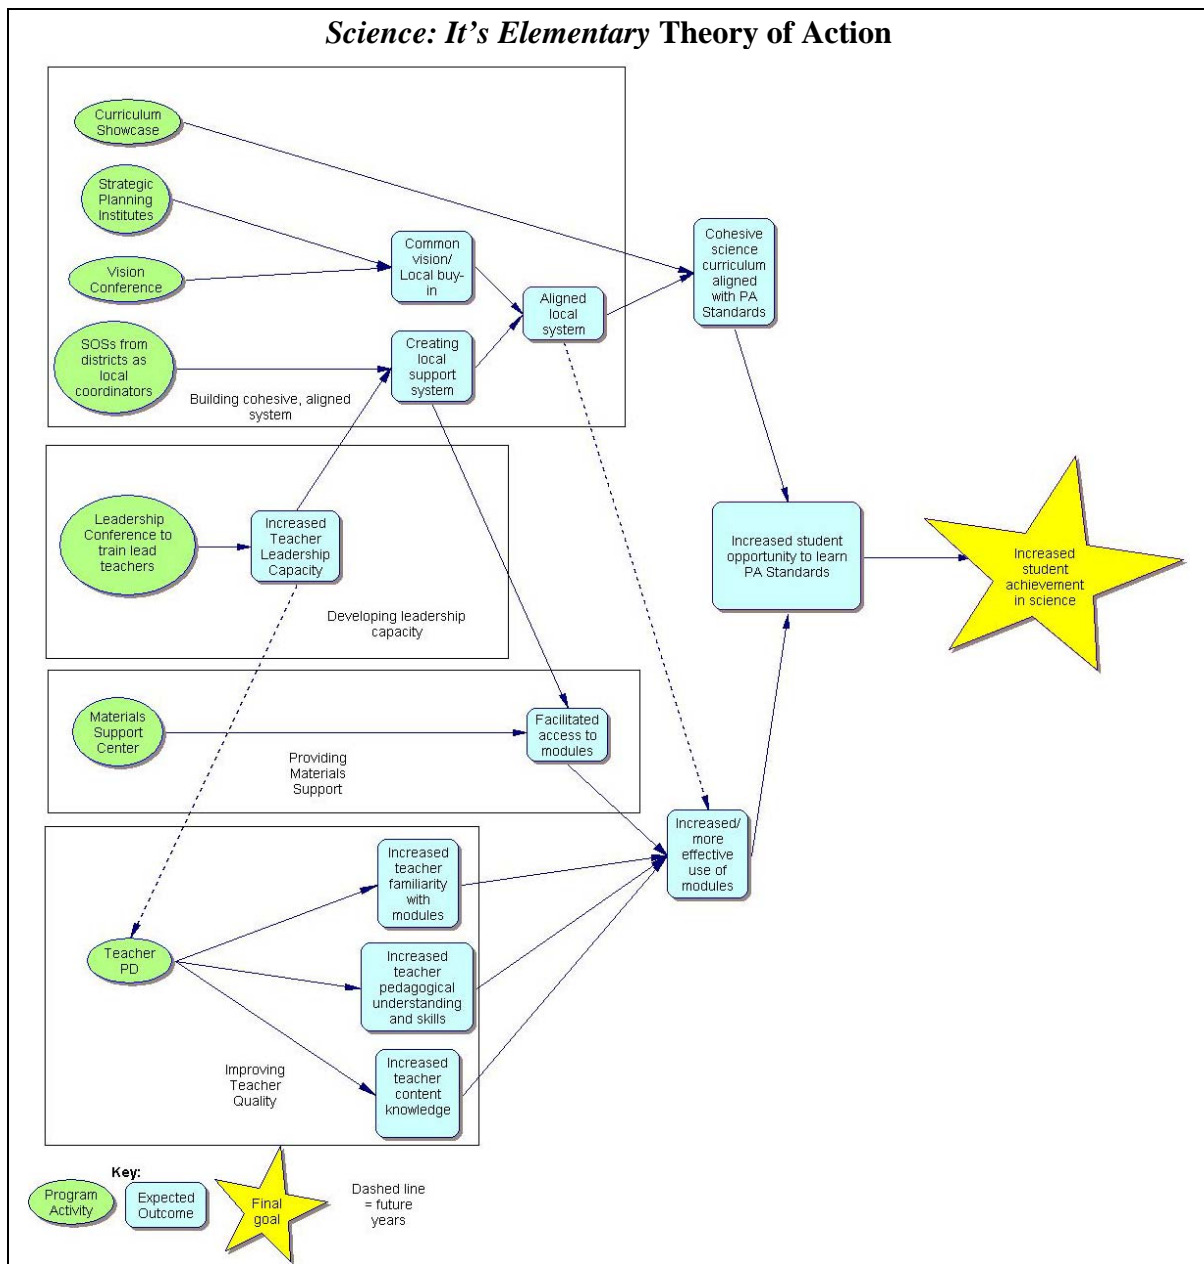 Science: It's Elementary Theory of Action
Curriculum
Showcase
Strategic
Planning
Institutes
Vision
Conference
SOSs from
districts as
local
coordinators
Common
vision/
Local buy-
in
Creating
local
support
system
Aligned
local
system
Building cohesive, aligned
system
Cohesive
science
curriculum
aligned
with PA
Standards
Leadership
Conference to
train lead
teachers
Increased
Teacher
Leadership
Capacity
Developing leadership
capacity
Increased student
opportunity to learn
PA Standards
Increased
student
achievement
in science
Materials
Support
Center
Providing
Materials
Support
Facilitated
access to
modules
Increased/
more
effective
use of
modules
Teacher
PD
Increased
teacher
familiarity
with
modules
Increased
teacher
pedagogical
understanding
and skills
Increased
teacher
content
knowledge
Improving
Teacher
Quality
Key:
Program
Activity
Expected
Outcome
Final
goal
Dashed line
= future
years